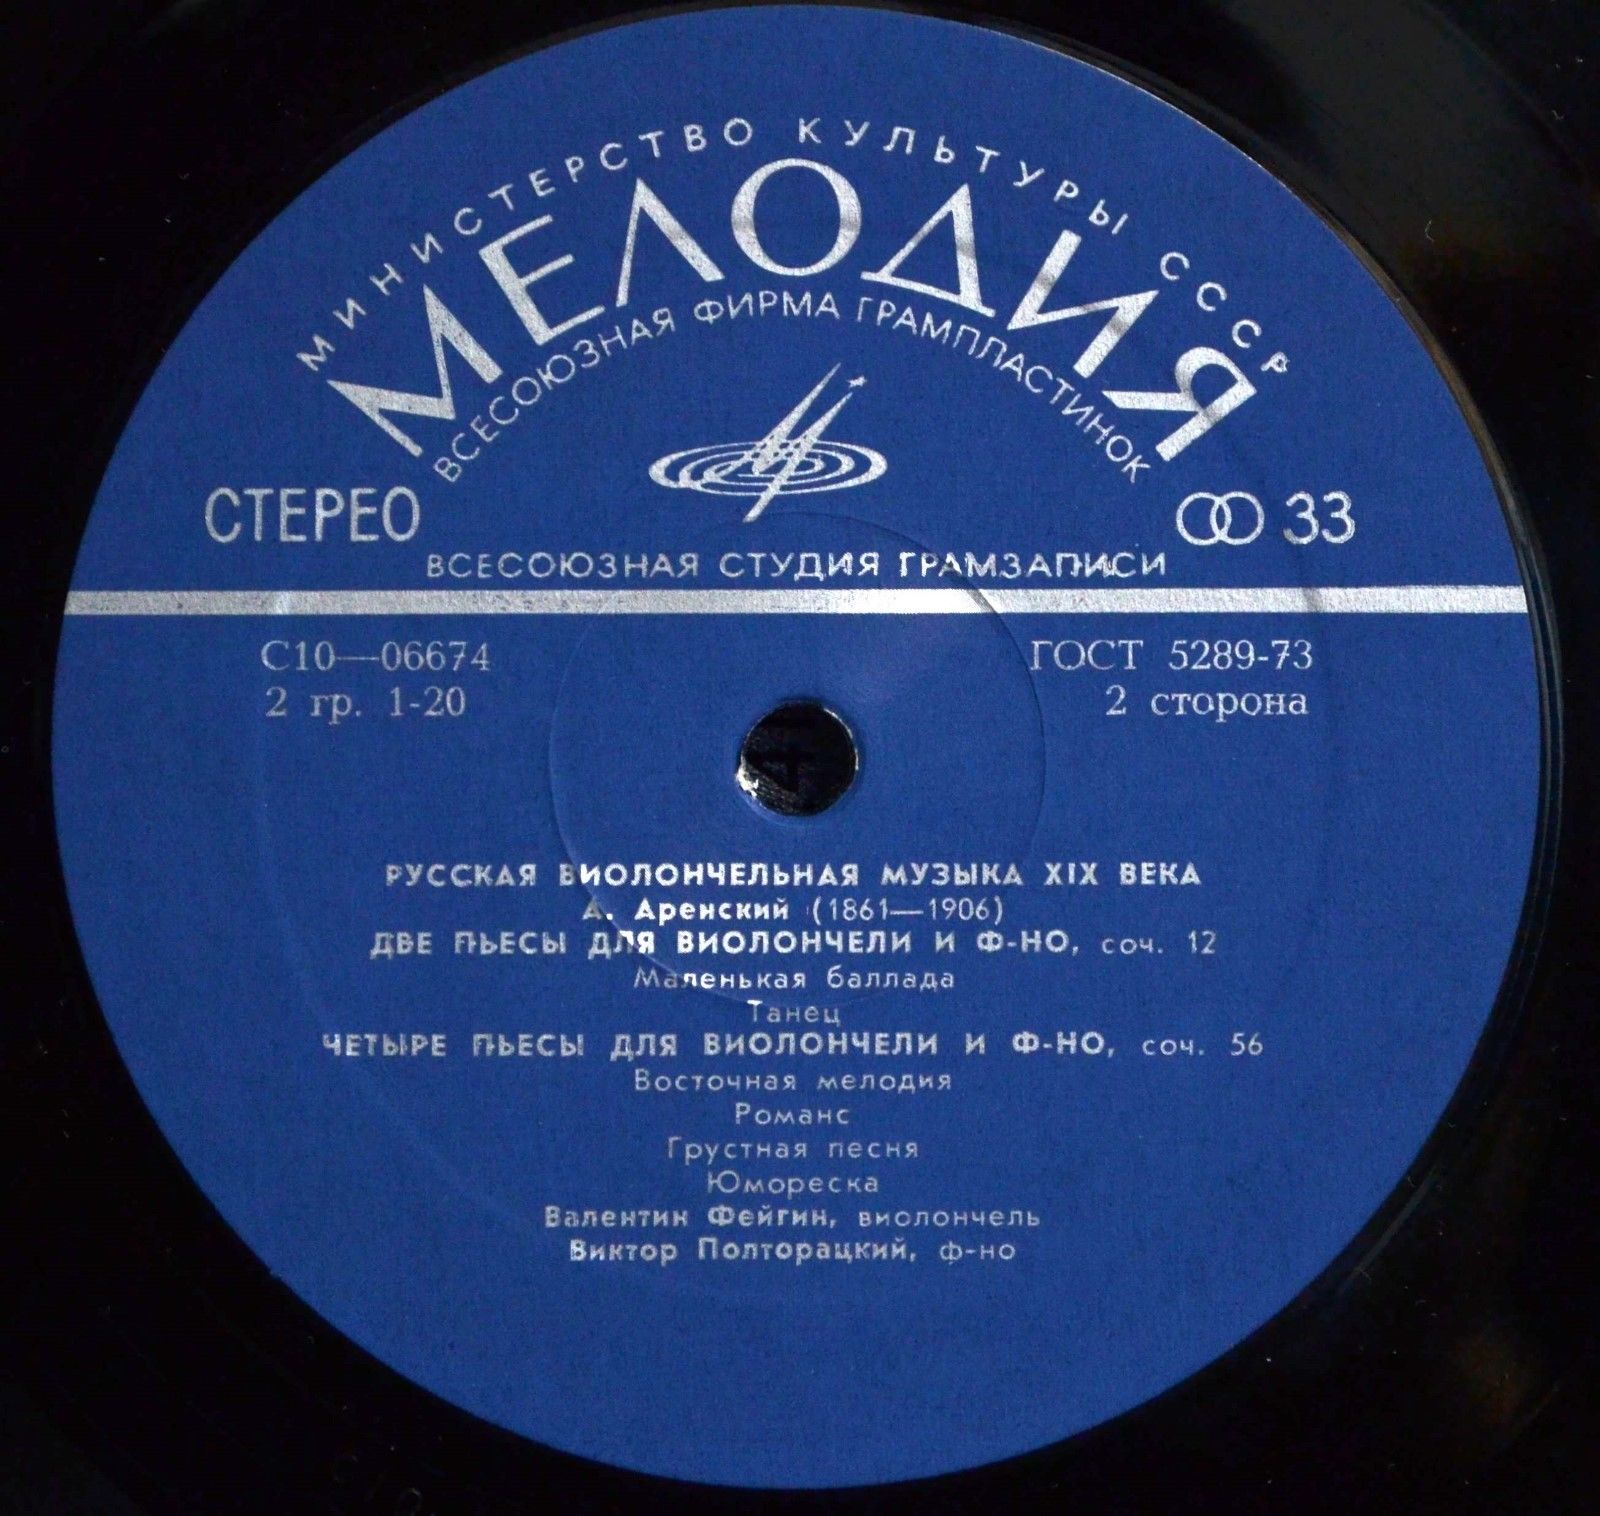 МИНИСТЕРСТВО КУЛЬТУРЫ СССР
МЕЛОДИЯ
ВСЕСОЮЗНАЯ ФИРМА ГРАМПЛАСТИНОК
СТЕРЕО 33
ВСЕСОЮЗНАЯ СТУДИЯ ГРАМЗАПИСИ
С10—06674 ГОСТ 5289-73
2 гр. 1-20 2 сторона
РУССКАЯ ВИОЛОНЧЕЛЬНАЯ МУЗЫКА XIX ВЕКА
А. Аренский (1861—1906)
ДВЕ ПЬЕСЫ ДЛЯ ВИОЛОНЧЕЛИ И Ф-НО, соч. 12
Маленькая баллада
Танец
ЧЕТЫРЕ ПЬЕСЫ ДЛЯ ВИОЛОНЧЕЛИ И Ф-НО, соч. 56
Восточная мелодия
Романс
Грустная песня
Юмореска
Валентин Фейгин, виолончель
Виктор Полторацкий, ф-но